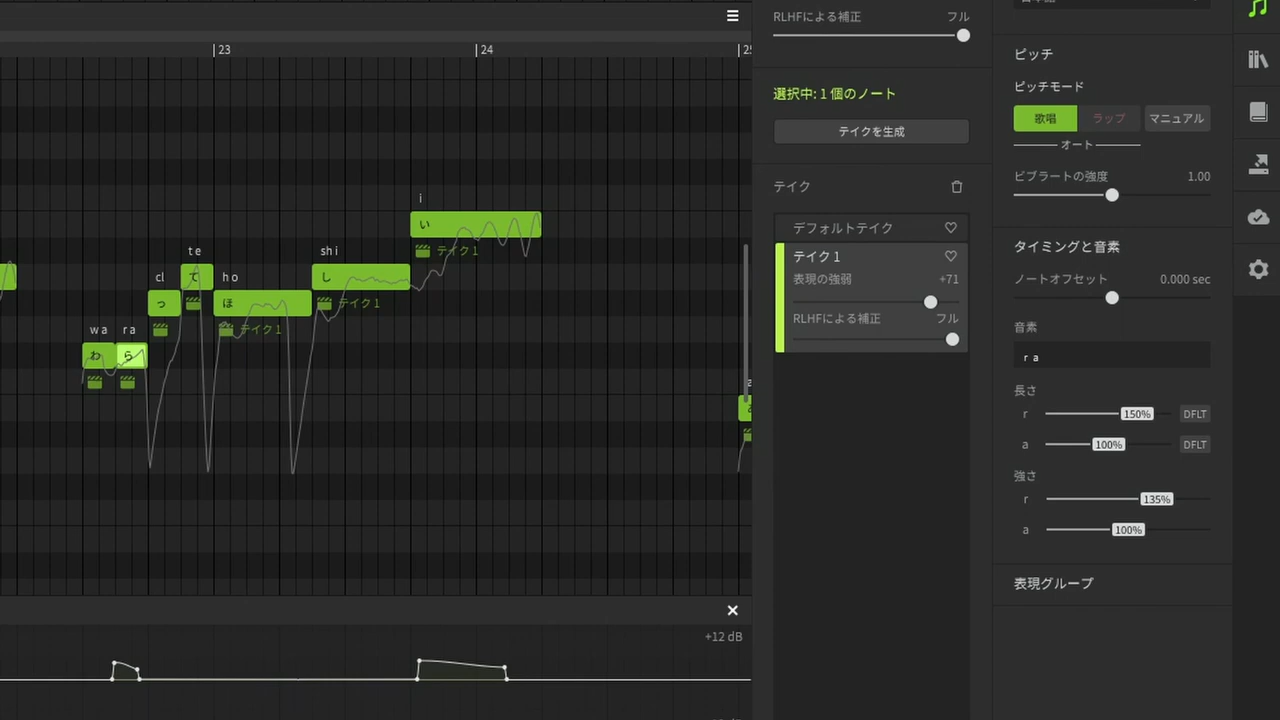 23
24
25
i
い
テイク 1
cl
te
ho
shi
っ
て
ほ
し
テイク 1
テイク 1
wa
ra
わ
ら
+12 dB
RLHFによる補正
フル
選択中: 1 個のノート
テイクを生成
テイク
デフォルトテイク
テイク 1
表現の強弱
+71
RLHFによる補正
フル
ピッチ
ピッチモード
歌唱
ラップ
マニュアル
オート
ビブラートの強度
1.00
タイミングと音素
ノートオフセット
0.000 sec
音素
r a
長さ
r
150%
DFLT
a
100%
DFLT
強さ
r
135%
a
100%
表現グループ